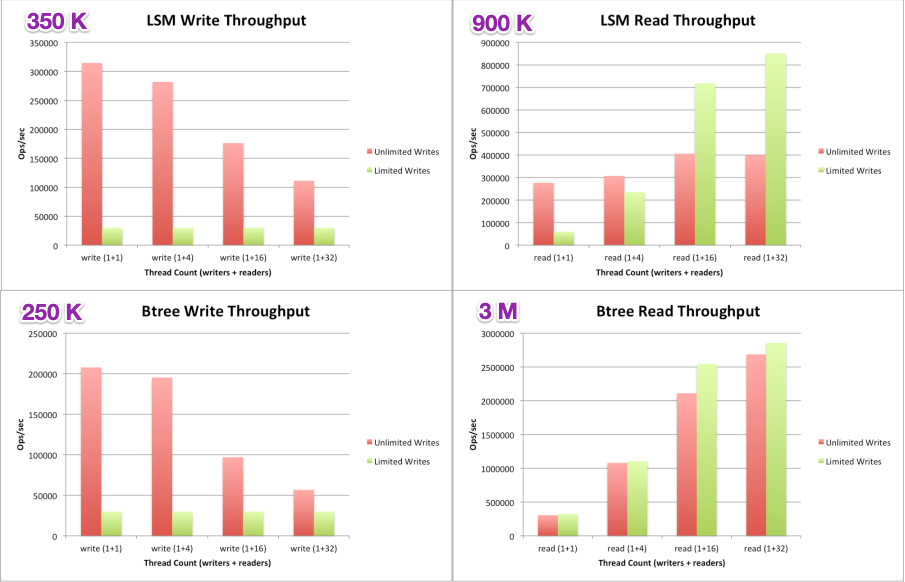 350 K
LSM Write Throughput
350000
300000
250000
200000
150000
100000
50000
0
Ops/sec
write (1+1)
write (1+4)
write (1+16)
write (1+32)
Thread Count (writers + readers)
Unlimited Writes
Limited Writes
900 K
LSM Read Throughput
900000
800000
700000
600000
500000
400000
300000
200000
100000
0
Ops/sec
read (1+1)
read (1+4)
read (1+16)
read (1+32)
Thread Count (writers + readers)
Unlimited Writes
Limited Writes
250 K
Btree Write Throughput
250000
200000
150000
100000
50000
0
Ops/sec
write (1+1)
write (1+4)
write (1+16)
write (1+32)
Thread Count (writers + readers)
Unlimited Writes
Limited Writes
3 M
Btree Read Throughput
3000000
2500000
2000000
1500000
1000000
500000
0
Ops/sec
read (1+1)
read (1+4)
read (1+16)
read (1+32)
Thread Count (writers + readers)
Unlimited Writes
Limited Writes